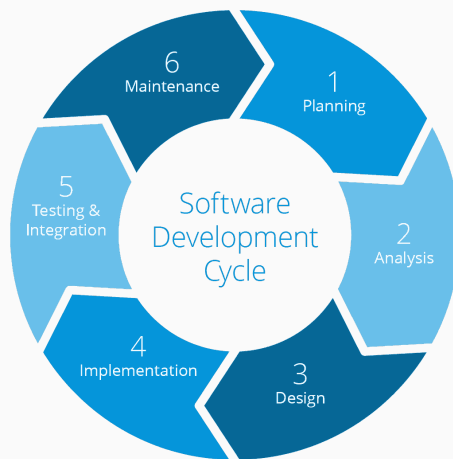 Software
Development
Cycle
1
Planning
2
Analysis
3
Design
4
Implementation
5
Testing &
Integration
6
Maintenance